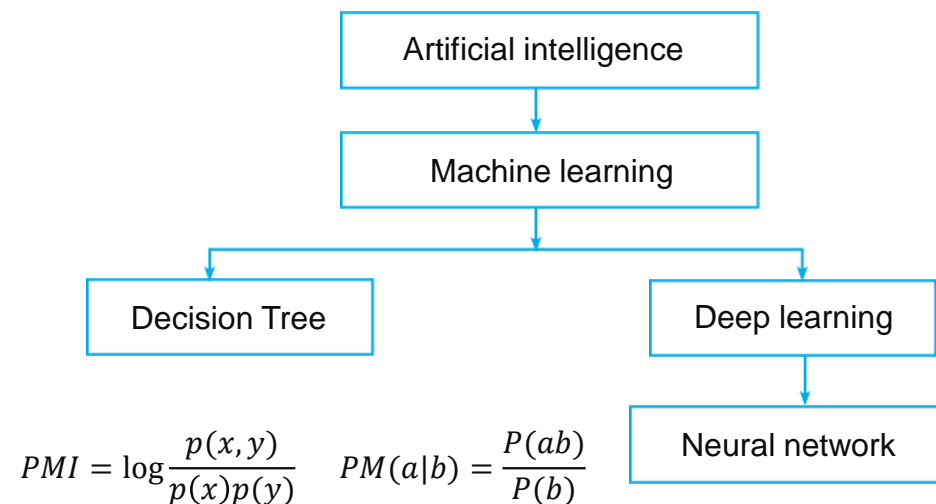 Artificial intelligence
Machine learning
Decision Tree
Deep learning
Neural network
PMI = log p(x, y) / p(x)p(y)
PM(a|b) = P(ab) / P(b)